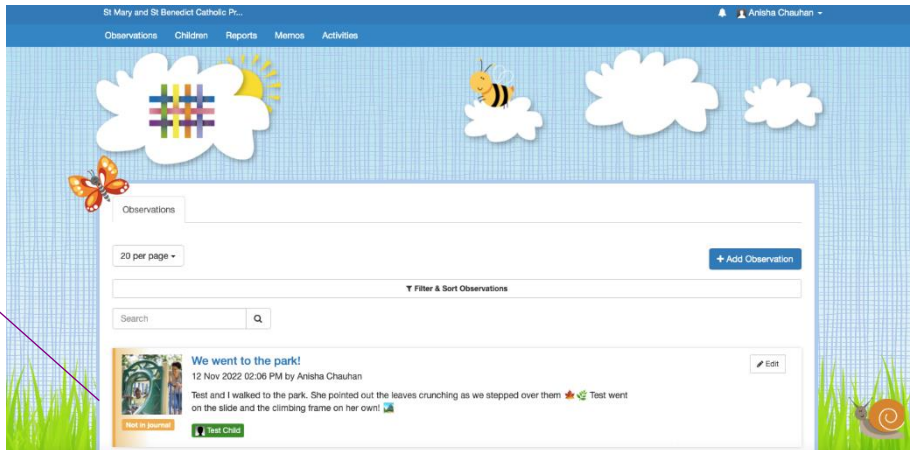 St Mary and St Benedict Catholic Pr...
Anisha Chauhan
Observations Children Reports Memos Activities
Observations
20 per page
+ Add Observation
Filter & Sort Observations
Search
We went to the park!
Edit
12 Nov 2022 02:06 PM by Anisha Chauhan
Test and I walked to the park. She pointed out the leaves crunching as we stepped over them 🍁 🌿 Test went
on the slide and the climbing frame on her own! 🏞️
Not in journal
Test Child